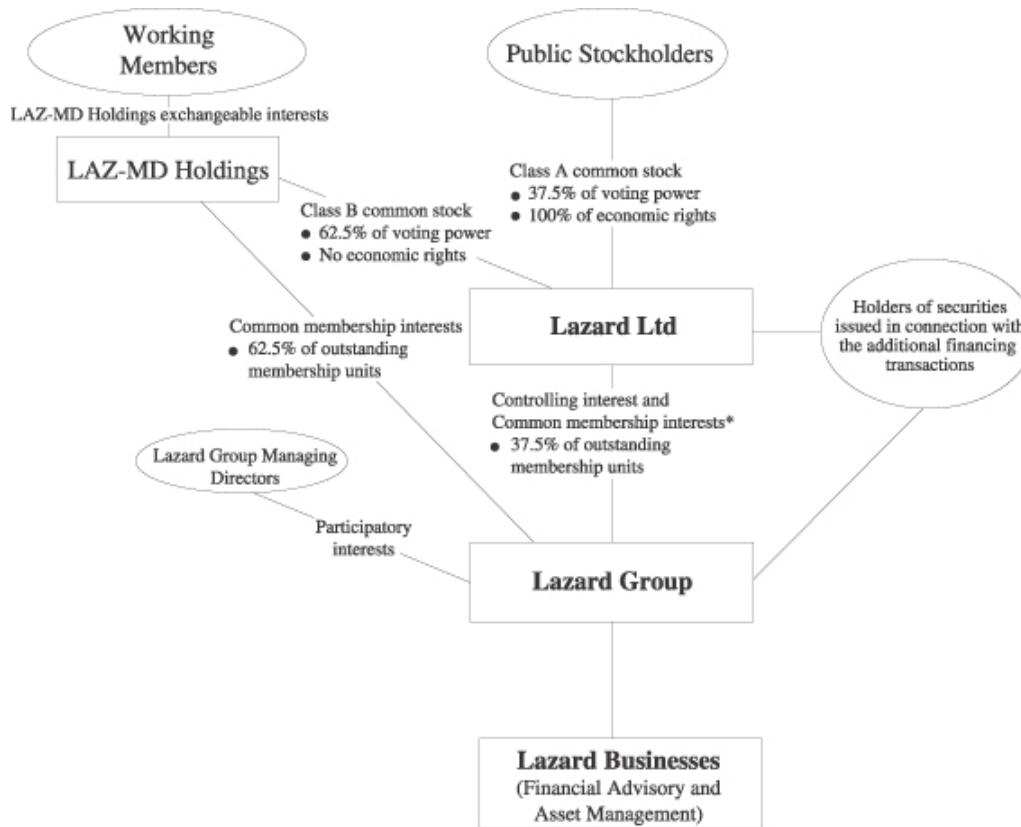 Working
Members
Public Stockholders
LAZ-MD Holdings exchangeable interests
LAZ-MD Holdings
Class A common stock
● 37.5% of voting power
● 100% of economic rights
Class B common stock
● 62.5% of voting power
● No economic rights
Lazard Ltd
Holders of securities
issued in connection with
the additional financing
transactions
Common membership interests
● 62.5% of outstanding
membership units
Controlling interest and
Common membership interests*
● 37.5% of outstanding
membership units
Lazard Group Managing
Directors
Participatory
interests
Lazard Group
Lazard Businesses
(Financial Advisory and
Asset Management)